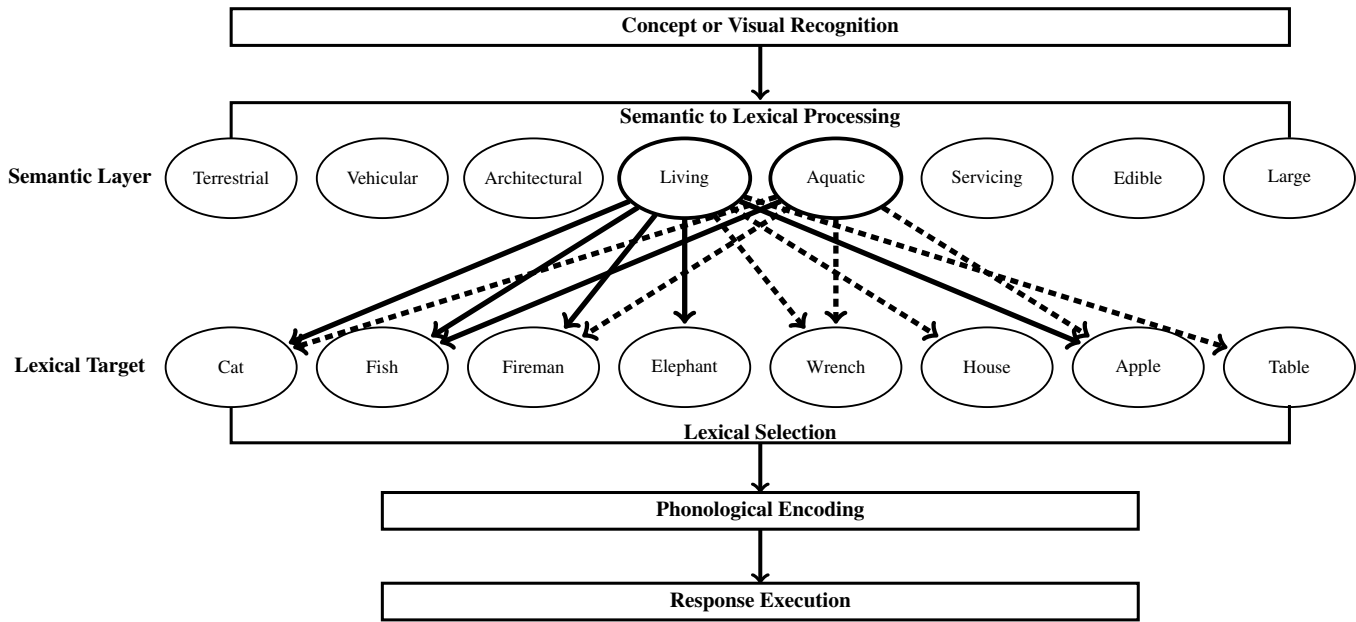 Concept or Visual Recognition
Semantic to Lexical Processing
Semantic Layer Terrestrial Vehicular Architectural Living Aquatic Servicing Edible Large
Lexical Target Cat Fish Fireman Elephant Wrench House Apple Table
Lexical Selection
Phonological Encoding
Response Execution